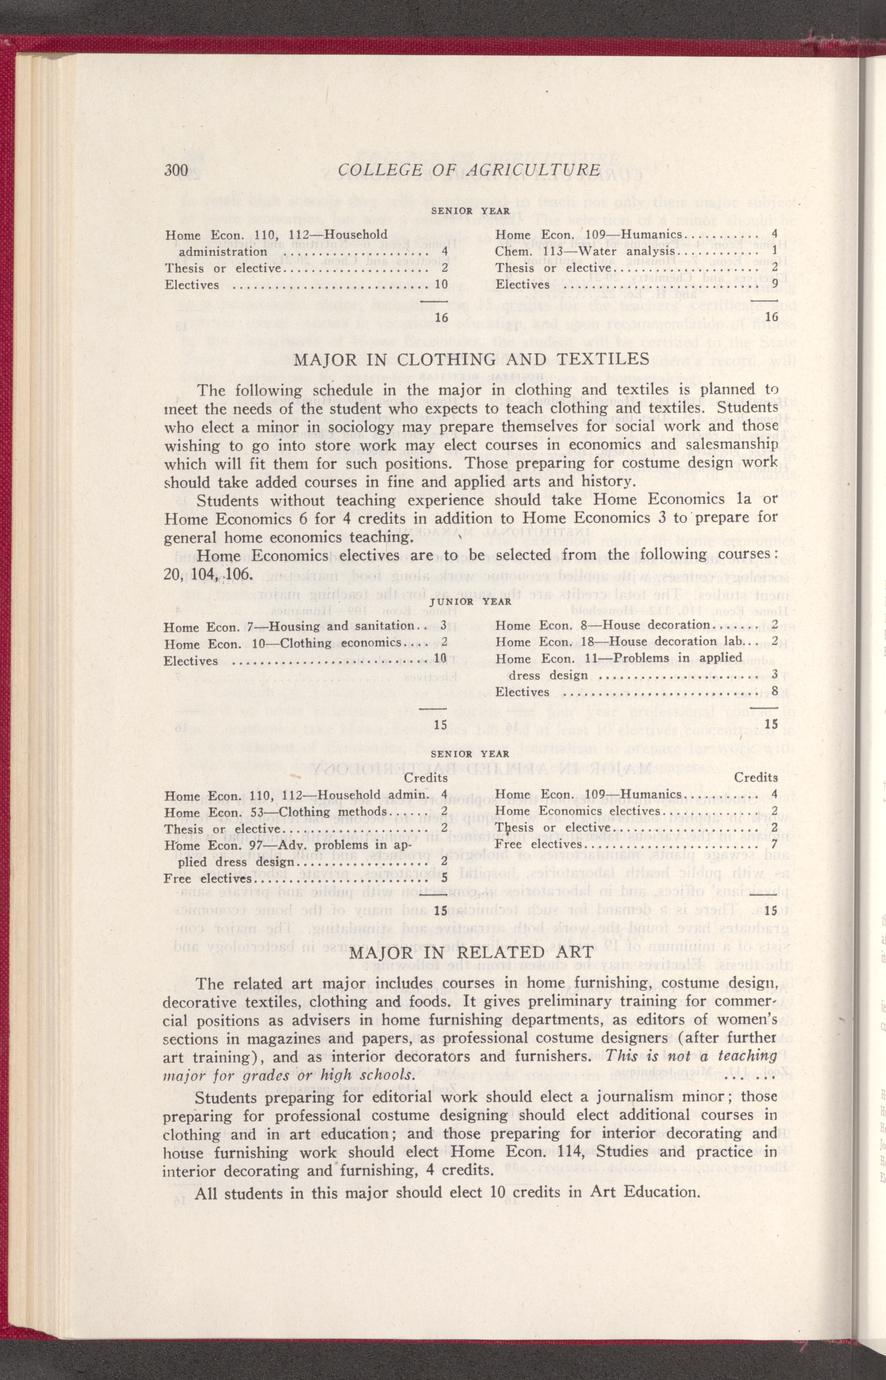 300 COLLEGE OF AGRICULTURE
SENIOR YEAR
Home Econ. 110, 112—Household
administration .................... 4
Thesis or elective.................... 2
Electives ........................... 10
16
Home Econ. 109—Humanics........... 4
Chem. 113—Water analysis............ 1
Thesis or elective..................... 2
Electives ........................... 9
16
MAJOR IN CLOTHING AND TEXTILES
The following schedule in the major in clothing and textiles is planned to
meet the needs of the student who expects to teach clothing and textiles. Students
who elect a minor in sociology may prepare themselves for social work and those
wishing to go into store work may elect courses in economics and salesmanship
which will fit them for such positions. Those preparing for costume design work
should take added courses in fine and applied arts and history.
Students without teaching experience should take Home Economics 1a or
Home Economics 6 for 4 credits in addition to Home Economics 3 to prepare for
general home economics teaching.
Home Economics electives are to be selected from the following courses:
20, 104, 106.
JUNIOR YEAR
Home Econ. 7—Housing and sanitation.. 3
Home Econ. 10—Clothing economics.... 2
Electives ........................... 10
15
Home Econ. 8—House decoration....... 2
Home Econ. 18—House decoration lab... 2
Home Econ. 11—Problems in applied
dress design ...................... 3
Electives ........................... 8
15
SENIOR YEAR
Credits
Home Econ. 110, 112—Household admin. 4
Home Econ. 53—Clothing methods...... 2
Thesis or elective.................... 2
Home Econ. 97—Adv. problems in ap-
plied dress design.................. 2
Free electives........................ 5
15
Credits
Home Econ. 109—Humanics........... 4
Home Economics electives............. 2
Thesis or elective..................... 2
Free electives........................ 7
15
MAJOR IN RELATED ART
The related art major includes courses in home furnishing, costume design,
decorative textiles, clothing and foods. It gives preliminary training for commer-
cial positions as advisers in home furnishing departments, as editors of women's
sections in magazines and papers, as professional costume designers (after further
art training), and as interior decorators and furnishers. This is not a teaching
major for grades or high schools. ... ...
Students preparing for editorial work should elect a journalism minor; those
preparing for professional costume designing should elect additional courses in
clothing and in art education; and those preparing for interior decorating and
house furnishing work should elect Home Econ. 114, Studies and practice in
interior decorating and furnishing, 4 credits.
All students in this major should elect 10 credits in Art Education.